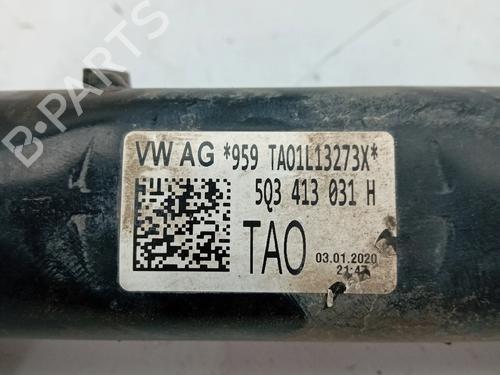 B-PARTS
VW AG *959 TA01L13273X*
5Q3 413 031 H
TAO 03.01.2020
21:47